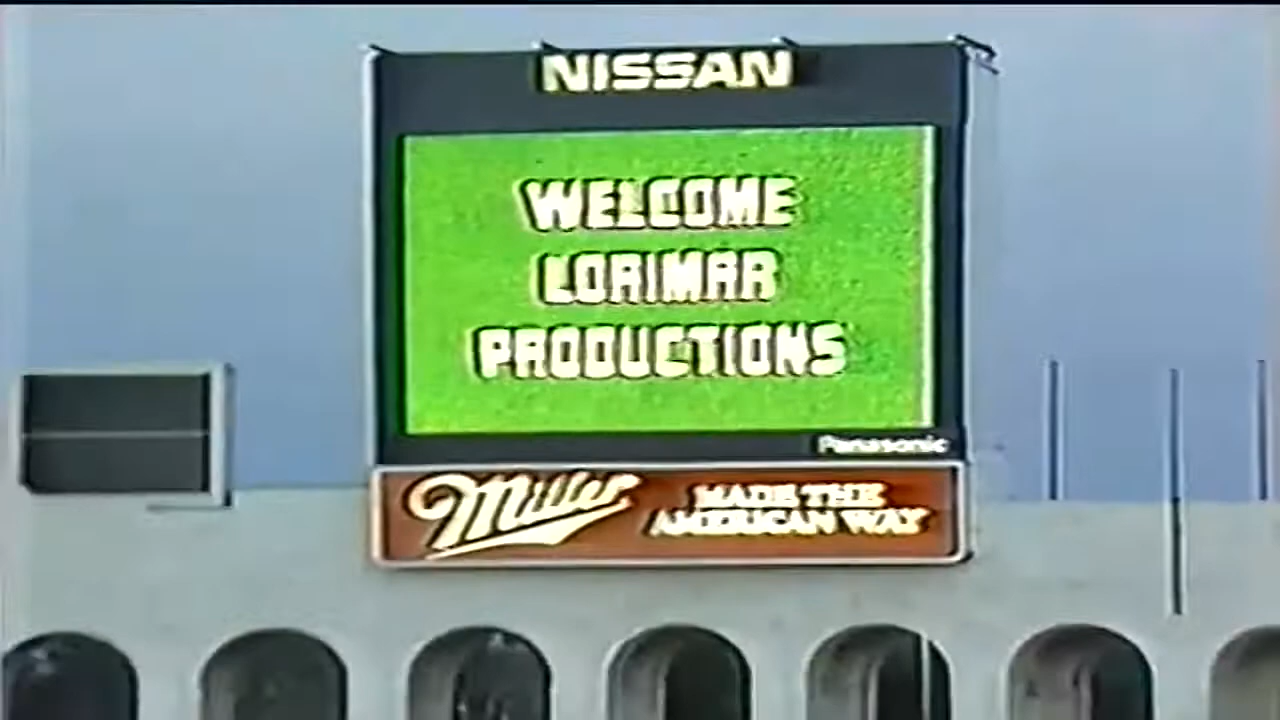 NISSAN
WELCOME
LORIMAR
PRODUCTIONS
Panasonic
Miller
MADE THE
AMERICAN WAY